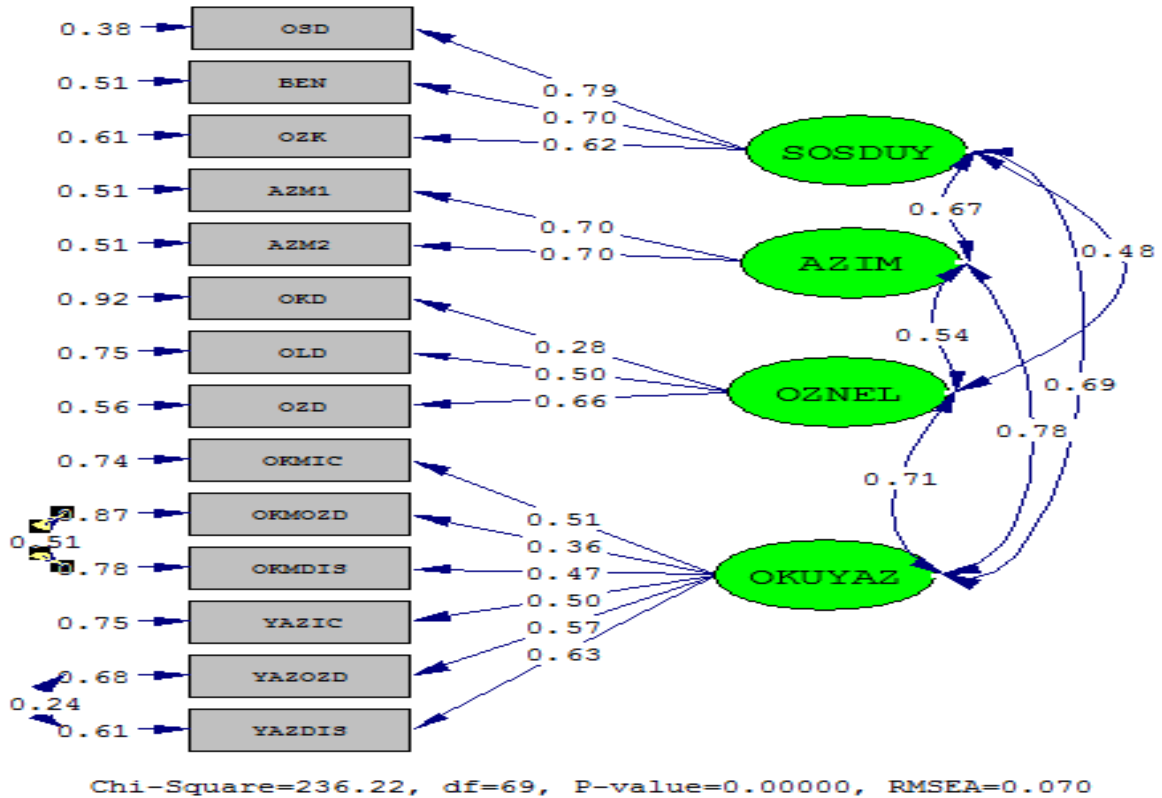 0.38 OSD
0.79
0.51 BEN
0.70
0.61 OZK
0.62
SOSDUY
0.51 AZM1
0.70
0.67
0.51 AZM2
0.70
AZIM
0.48
0.92 OKD
0.28
0.54
0.75 OLD
0.50
0.69
0.56 OZD
0.66
OZNEL
0.78
0.74 OKMIC
0.51
0.71
0.87 OKMOZD
0.36
0.51
0.78 OKMDIS
0.47
OKUYAZ
0.75 YAZIC
0.50
0.57
0.68 YAZOZD
0.63
0.24
0.61 YAZDIS
Chi-Square=236.22, df=69, P-value=0.00000, RMSEA=0.070